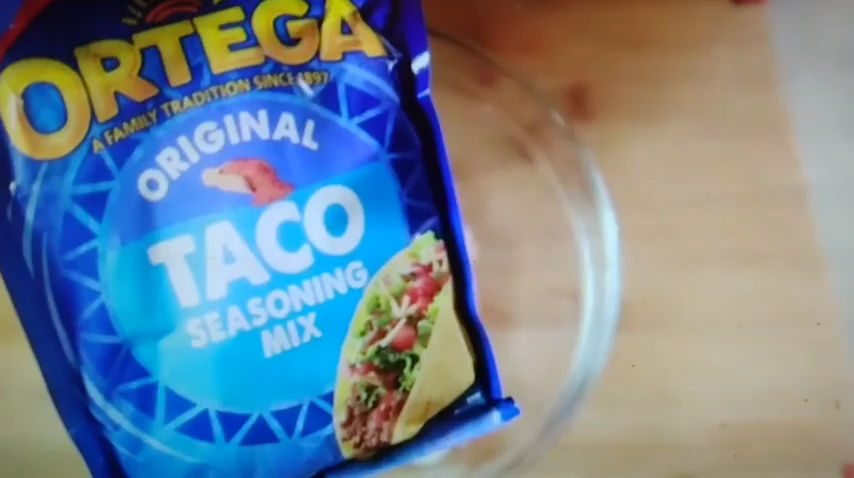 ORTEGA
A FAMILY TRADITION SINCE 1897
ORIGINAL
TACO
SEASONING
MIX